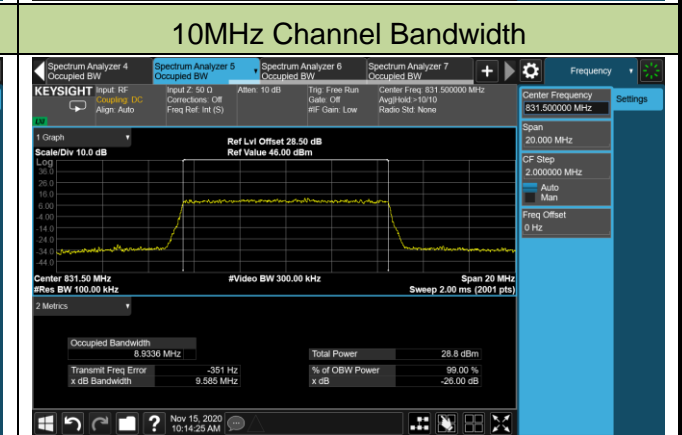 10MHz Channel Bandwidth
Spectrum Analyzer 4
Occupied BW
Spectrum Analyzer 5
Occupied BW
Spectrum Analyzer 6
Occupied BW
Spectrum Analyzer 7
Occupied BW
+
Frequency
KEYSIGHT
Input: RF
Coupling: DC
Align: Auto
Input Z: 50 Ω
Corrections: Off
Freq Ref: Int (S)
Atten: 10 dB
Trig: Free Run
Gate: Off
#IF Gain: Low
Center Freq: 831.500000 MHz
Avg|Hold:>10/10
Radio Std: None
Center Frequency
831.500000 MHz
Settings
Span
20.000 MHz
CF Step
2.000000 MHz
Auto
Man
Freq Offset
0 Hz
1 Graph
Scale/Div 10.0 dB
Ref Lvl Offset 28.50 dB
Ref Value 46.00 dBm
Log
36.0
26.0
16.0
6.00
-4.00
-14.0
-24.0
-34.0
-44.0
Center 831.50 MHz
#Video BW 300.00 kHz
Span 20 MHz
#Res BW 100.00 kHz
Sweep 2.00 ms (2001 pts)
2 Metrics
Occupied Bandwidth
8.9336 MHz
Total Power 28.8 dBm
Transmit Freq Error -351 Hz
% of OBW Power 99.00 %
x dB Bandwidth 9.585 MHz
x dB -26.00 dB
?
Nov 15, 2020
10:14:25 AM